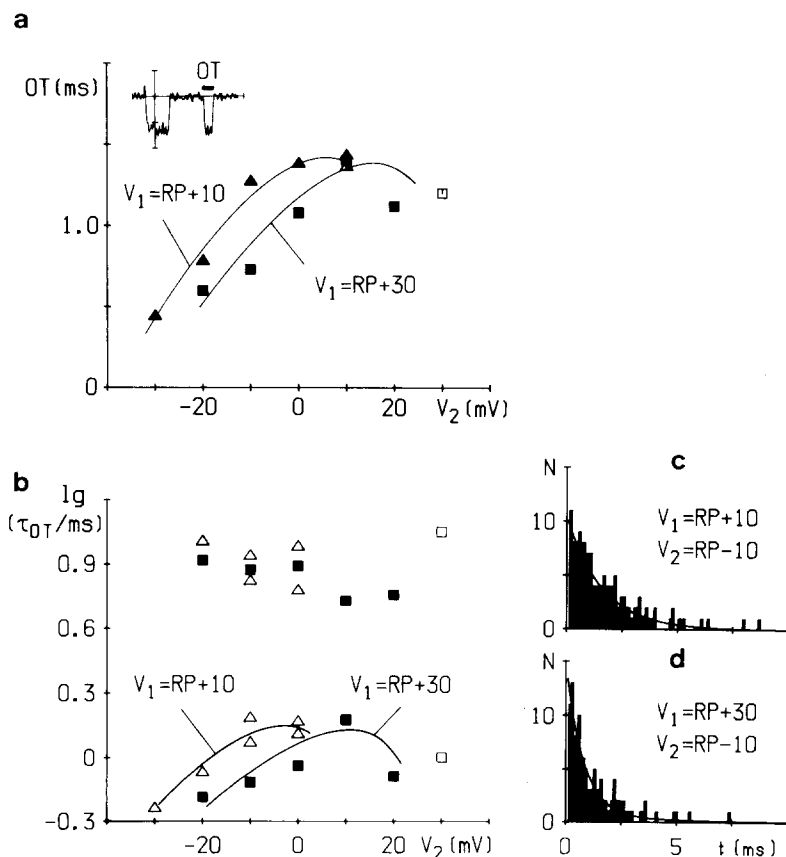 a
OT
OT(ms)
V₁=RP+10
1.0
V₁=RP+30
0
-20 0 20
V₂(mV)
b
lg
(τOT/ms)
0.9
0.6
0.3
V₁=RP+10
V₁=RP+30
0
-0.3
-20 0 20
V₂(mV)
c
N
10
V₁=RP+10
V₂=RP-10
0
d
N
10
V₁=RP+30
V₂=RP-10
0
0 5
t(ms)